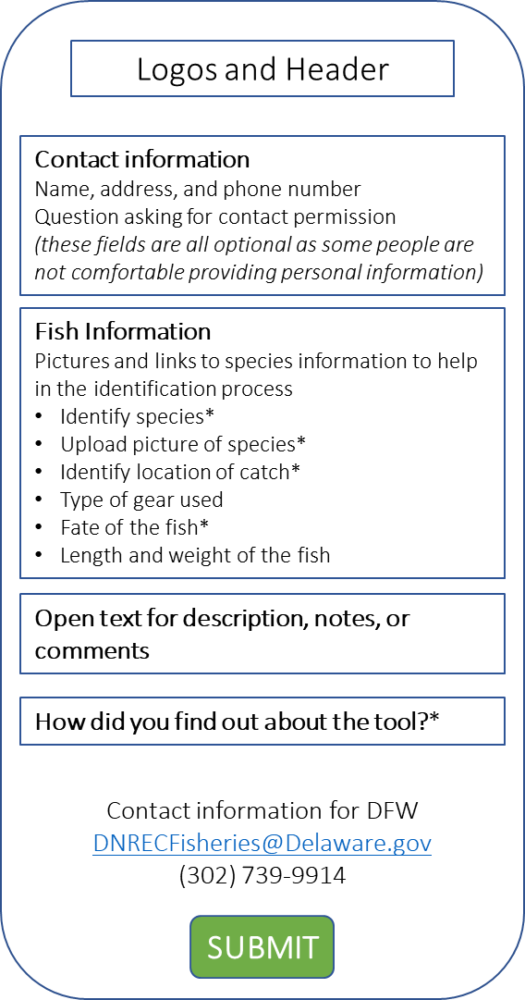 Logos and Header
Contact information
Name, address, and phone number
Question asking for contact permission
(these fields are all optional as some people are
not comfortable providing personal information)
Fish Information
Pictures and links to species information to help
in the identification process
• Identify species*
• Upload picture of species*
• Identify location of catch*
• Type of gear used
• Fate of the fish*
• Length and weight of the fish
Open text for description, notes, or
comments
How did you find out about the tool?*
Contact information for DFW
DNRECFisheries@Delaware.gov
(302) 739-9914
SUBMIT